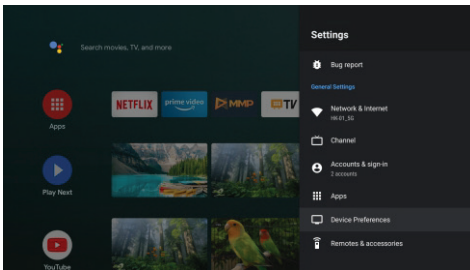 Settings
Search movies, TV, and more
Bug report
General Settings
NETFLIX
prime video
MMP
TV
Apps
Network & Internet
Channel
Accounts & sign-in
2 accounts
Apps
Play Next
Device Preferences
Remotes & accessories
YouTube